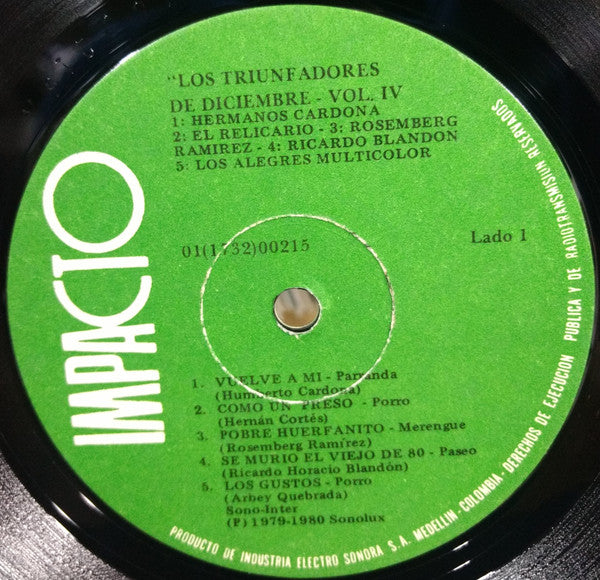 IMPACTO
"LOS TRIUNFADORES
DE DICIEMBRE - VOL. IV
1: HERMANOS CARDONA
2: EL RELICARIO - 3: ROSEMBERG
RAMIREZ - 4: RICARDO BLANDON
5: LOS ALEGRES MULTICOLOR
01(1732)00215
Lado 1
1. VUELVE A MI - Parranda
(Humberto Cardona)
2. COMO UN PRESO - Porro
(Hernán Cortés)
3. POBRE HUERFANITO - Merengue
(Rosemberg Ramírez)
4. SE MURIO EL VIEJO DE 80 - Paseo
(Ricardo Horacio Blandón)
5. LOS GUSTOS - Porro
(Arbey Quebrada)
Sono-Inter
(P) 1979-1980 Sonolux
PRODUCTO DE INDUSTRIA ELECTRO SONORA S.A. MEDELLIN - COLOMBIA. DERECHOS DE EJECUCION PUBLICA Y DE RADIOTRANSMISIUN RESERVADOS